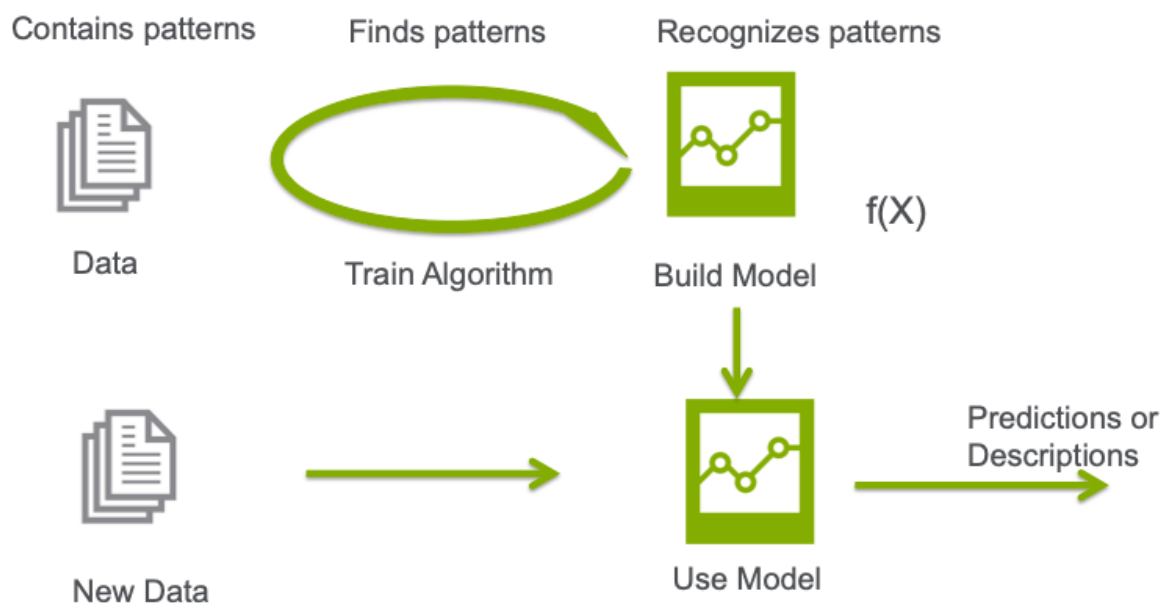 Contains patterns
Finds patterns
Recognizes patterns
f(X)
Data
Train Algorithm
Build Model
Predictions or
Descriptions
New Data
Use Model